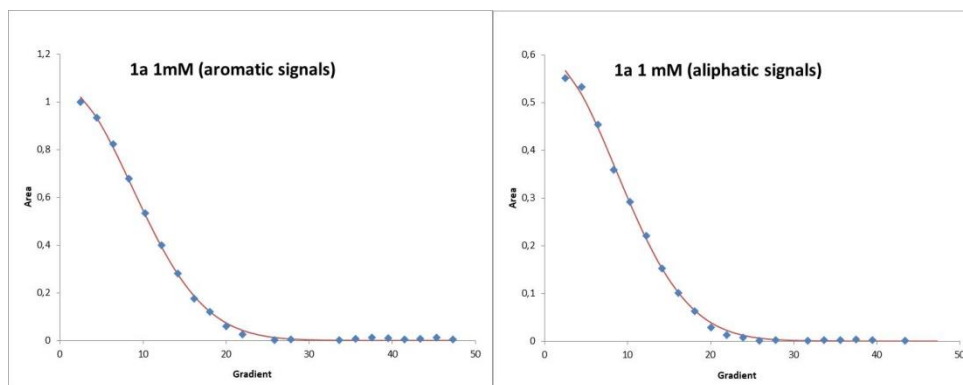 1a 1mM (aromatic signals)
1,2
1
0,8
0,6
0,4
0,2
0
Area
0 10 20 30 40 50
Gradient
1a 1 mM (aliphatic signals)
0,6
0,5
0,4
0,3
0,2
0,1
0
Area
0 10 20 30 40 50
Gradient